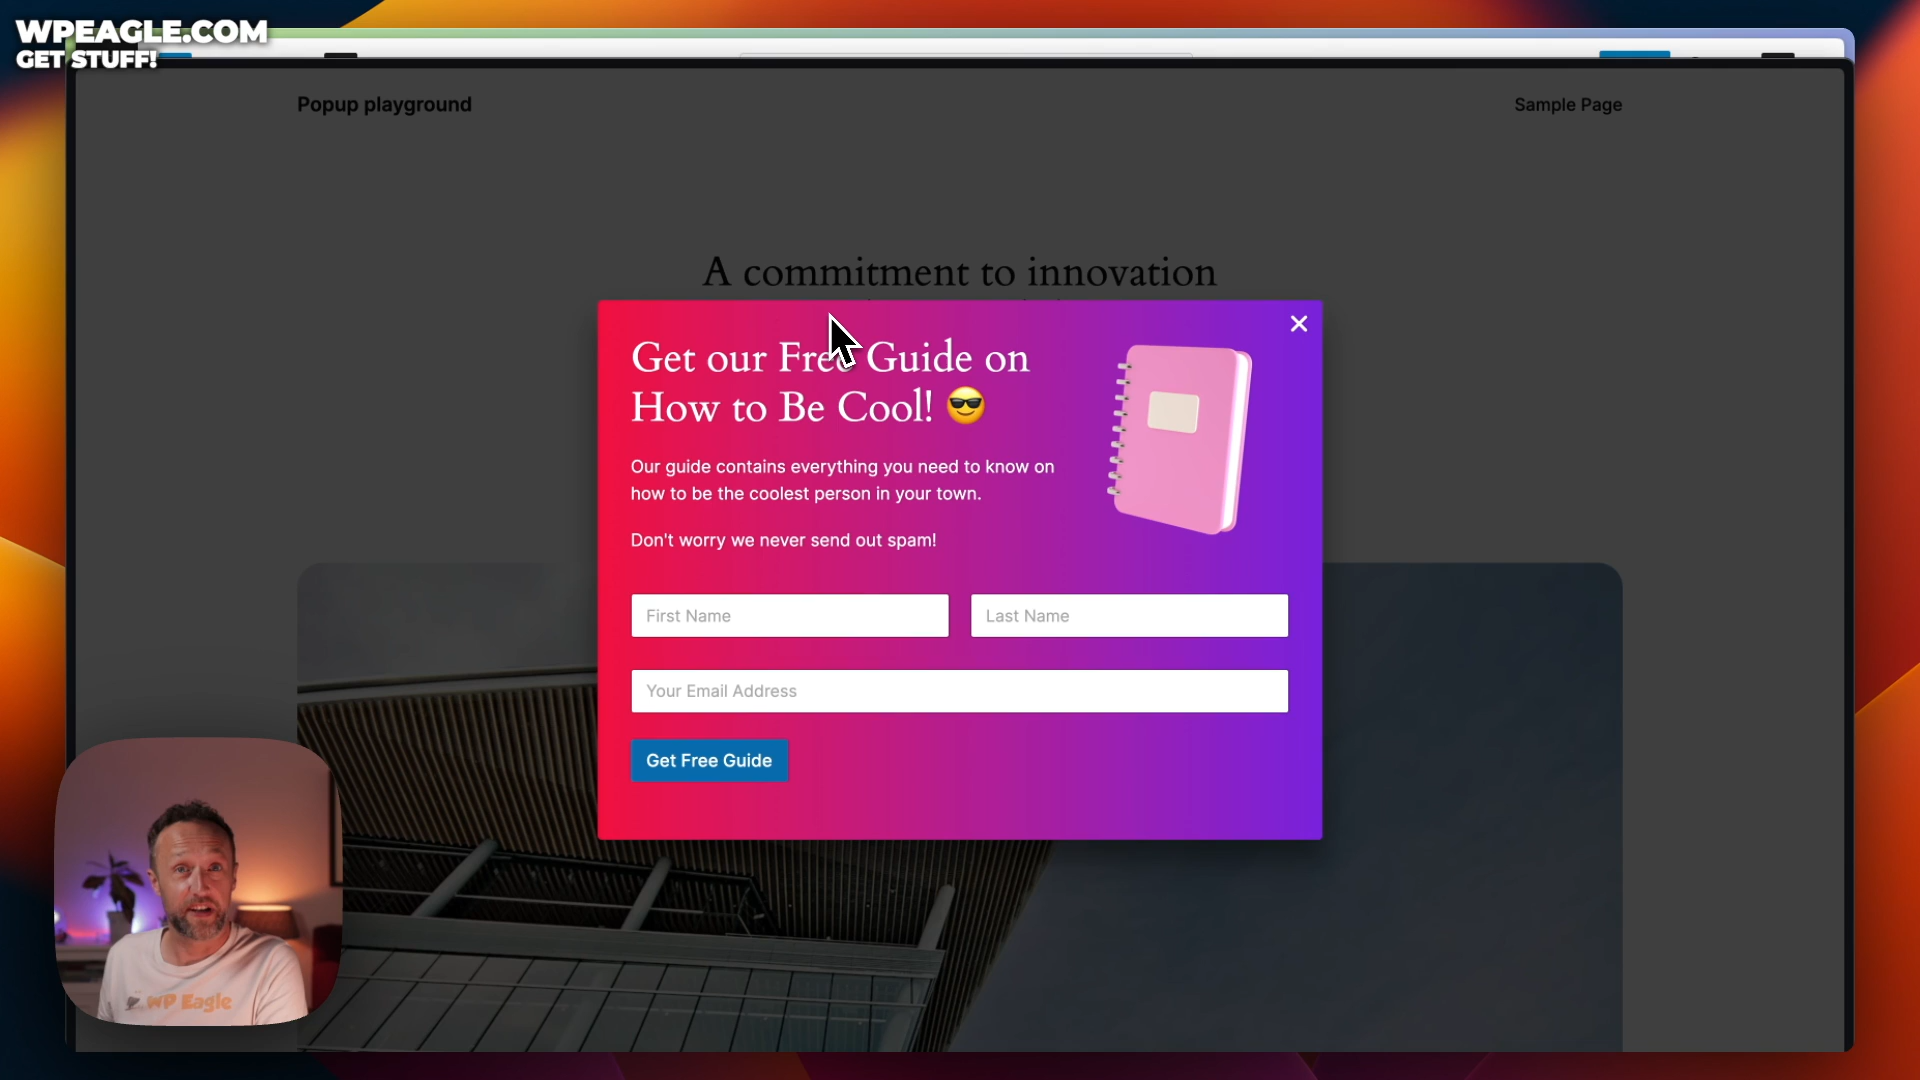 WPEAGLE.COM
GET STUFF!
Popup playground
Sample Page
A commitment to innovation
Get our Free Guide on
How to Be Cool! 😎
Our guide contains everything you need to know on
how to be the coolest person in your town.
Don't worry we never send out spam!
First Name
Last Name
Your Email Address
Get Free Guide
WP Eagle